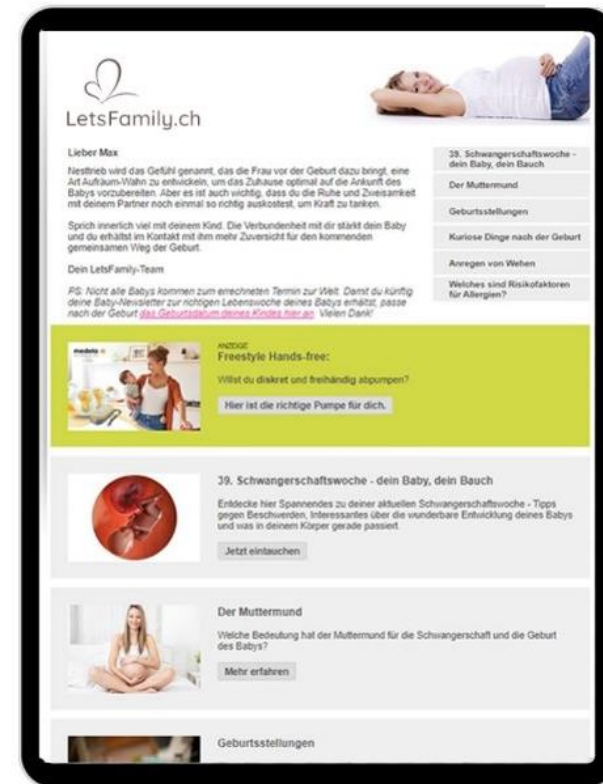 LetsFamily.ch
Lieber Max
Nesttrieb wird das Gefühl genannt, das die Frau vor der Geburt dazu bringt, eine
Art Aufräum-Wahn zu entwickeln, um das Zuhause optimal auf die Ankunft des
Babys vorzubereiten. Aber es ist auch wichtig, dass du die Ruhe und Zweisamkeit
mit deinem Partner noch einmal so richtig auskostest, um Kraft zu tanken.
Sprich innerlich viel mit deinem Kind. Die Verbundenheit mit dir stärkt dein Baby
und du erhältst im Kontakt mit ihm mehr Zuversicht für den kommenden
gemeinsamen Weg der Geburt.
Dein LetsFamily-Team
PS: Nicht alle Babys kommen zum errechneten Termin zur Welt. Damit du künftig
deine Baby-Newsletter zur richtigen Lebenswoche deines Babys erhältst, passe
nach der Geburt das Geburtsdatum deines Kindes hier an. Vielen Dank!
39. Schwangerschaftswoche -
dein Baby, dein Bauch
Der Muttermund
Geburtsstellungen
Kuriose Dinge nach der Geburt
Anregen von Wehen
Welches sind Risikofaktoren
für Allergien?
medela
ANZEIGE
Freestyle Hands-free:
Willst du diskret und freihändig abpumpen?
Hier ist die richtige Pumpe für dich.
39. Schwangerschaftswoche - dein Baby, dein Bauch
Entdecke hier Spannendes zu deiner aktuellen Schwangerschaftswoche - Tipps
gegen Beschwerden, Interessantes über die wunderbare Entwicklung deines Babys
und was in deinem Körper gerade passiert.
Jetzt eintauchen
Der Muttermund
Welche Bedeutung hat der Muttermund für die Schwangerschaft und die Geburt
des Babys?
Mehr erfahren
Geburtsstellungen